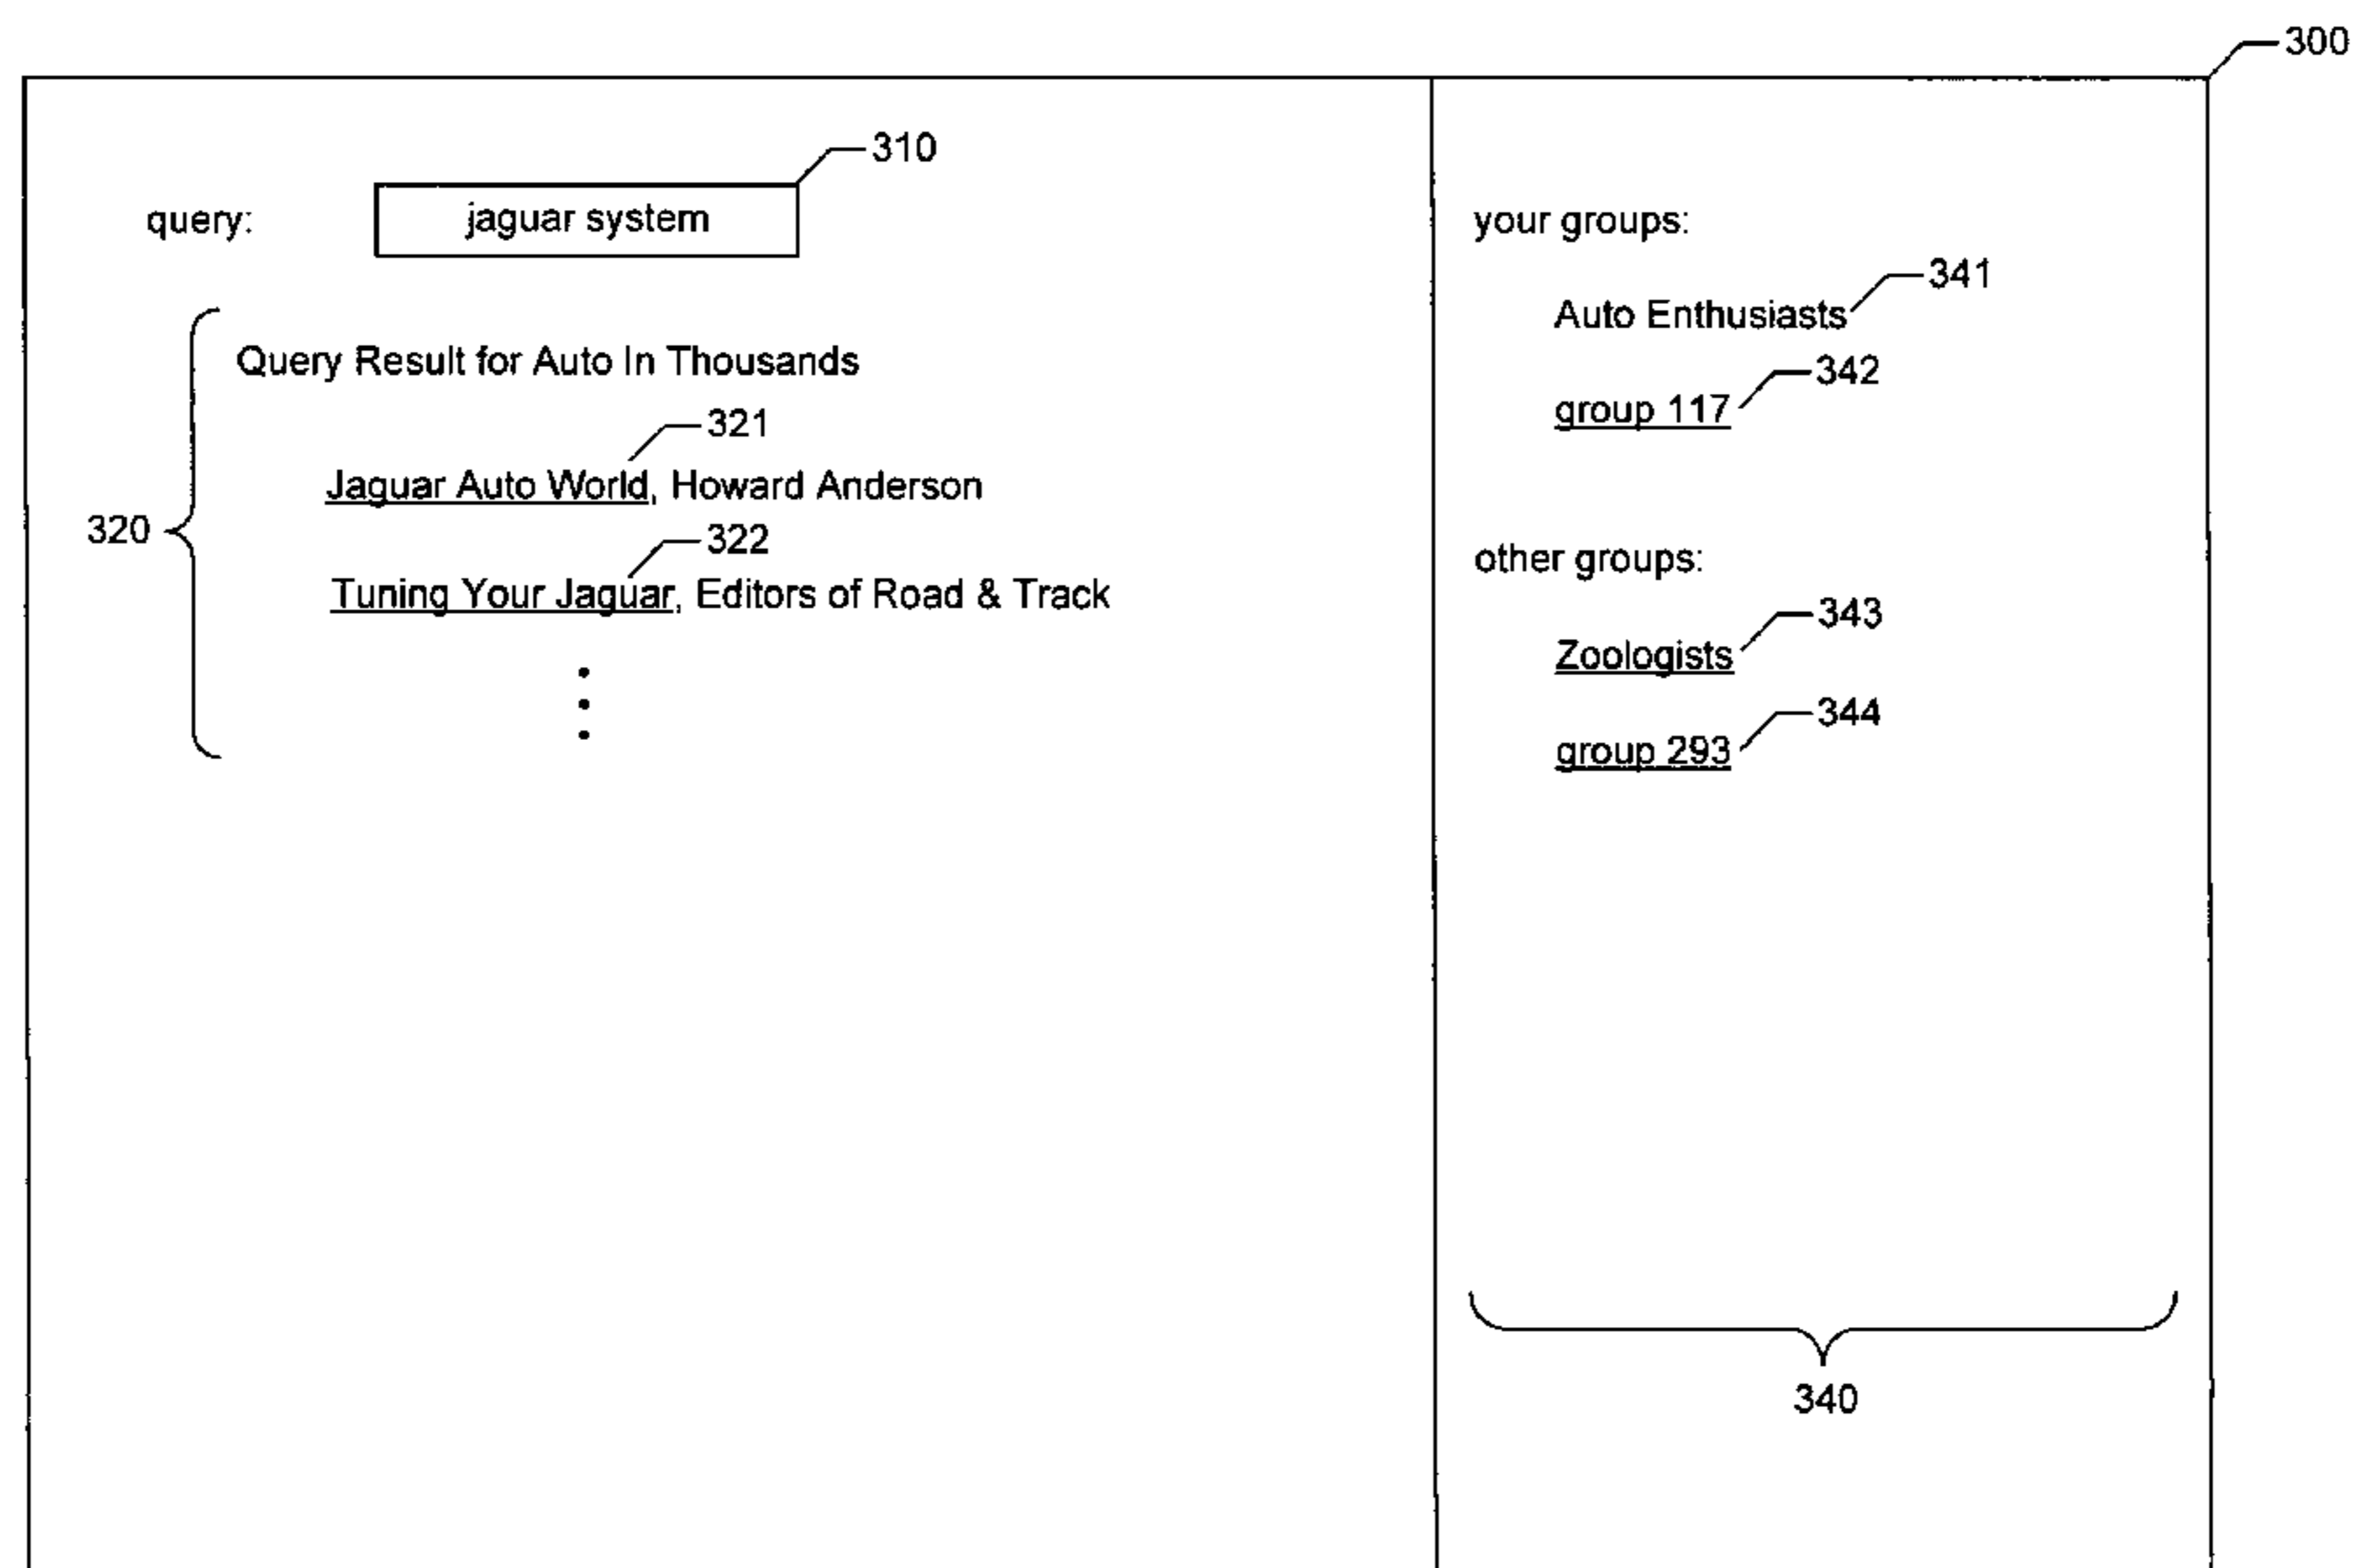 300
310
query: jaguar system
320
Query Result for Auto In Thousands
321
Jaguar Auto World, Howard Anderson
322
Tuning Your Jaguar, Editors of Road & Track
your groups:
341
Auto Enthusiasts
342
group 117
other groups:
343
Zoologists
344
group 293
340